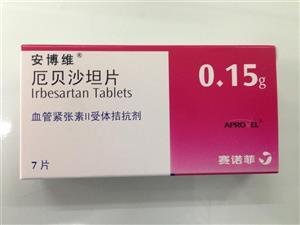 安博维®
厄贝沙坦片
Irbesartan Tablets
血管紧张素II受体拮抗剂
7片
0.15g
APROVEL
赛诺菲